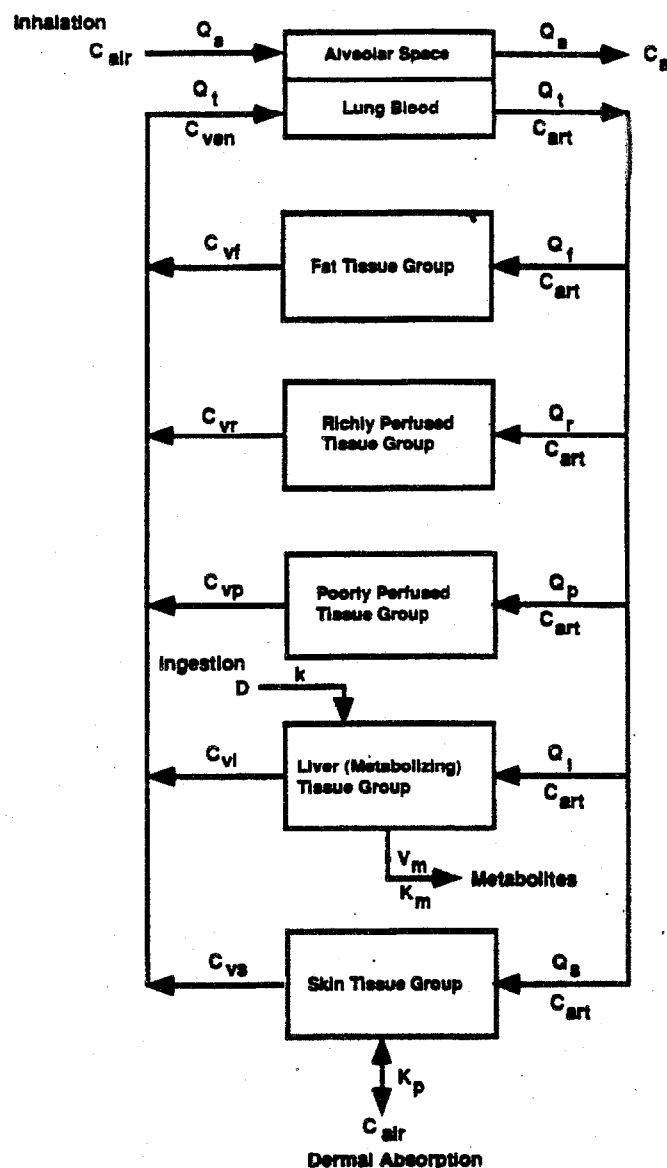 Inhalation
C air Q a Alveolar Space Q a C a
Q t Lung Blood Q t
C ven C art
C vf Fat Tissue Group Q f
C art
C vr Richly Perfused Q r
Tissue Group C art
C vp Poorly Perfused Q p
Tissue Group C art
Ingestion
D k
C vl Liver (Metabolizing) Q l
Tissue Group C art
V m
K m Metabolites
C vs Skin Tissue Group Q s
C art
K p
C air
Dermal Absorption